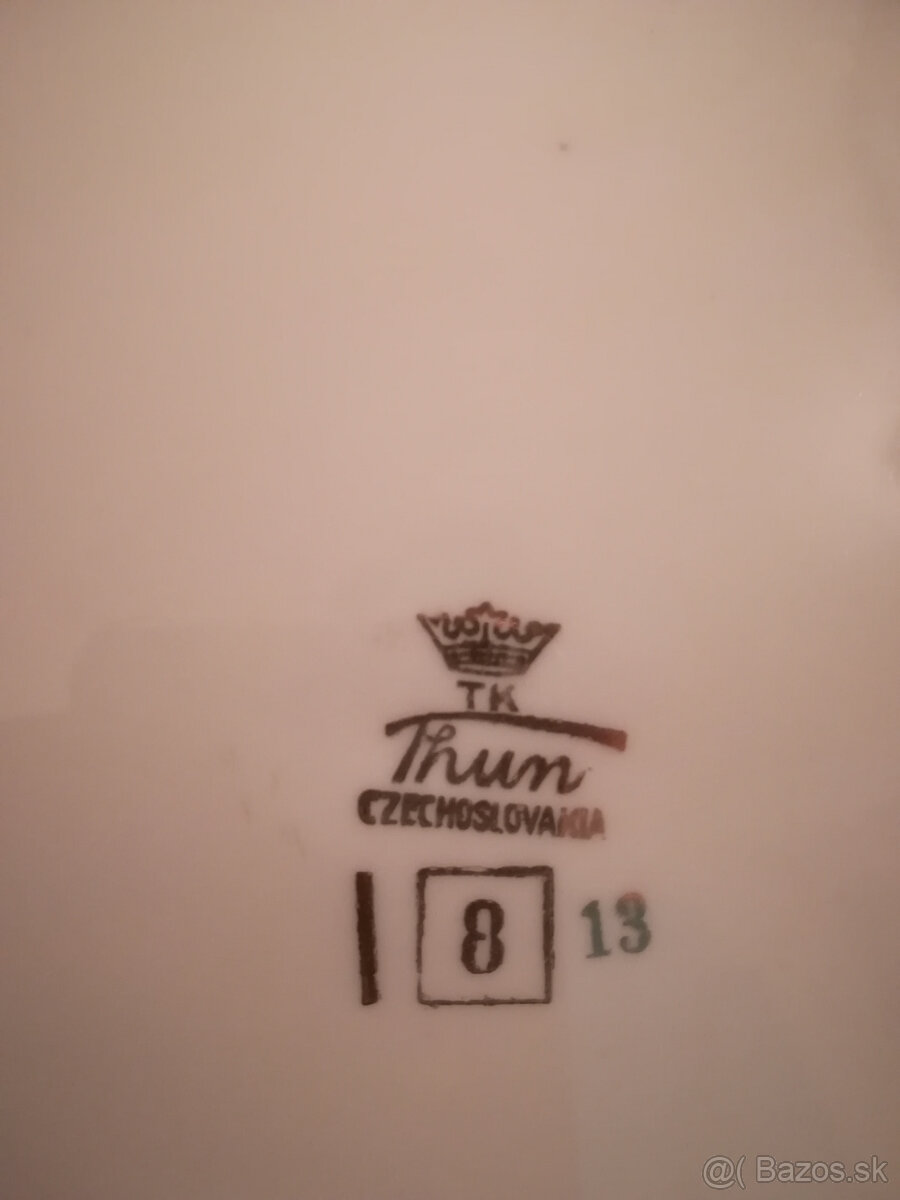 TK
Thun
CZECHOSLOVAKIA
8 13
@( Bazos.sk